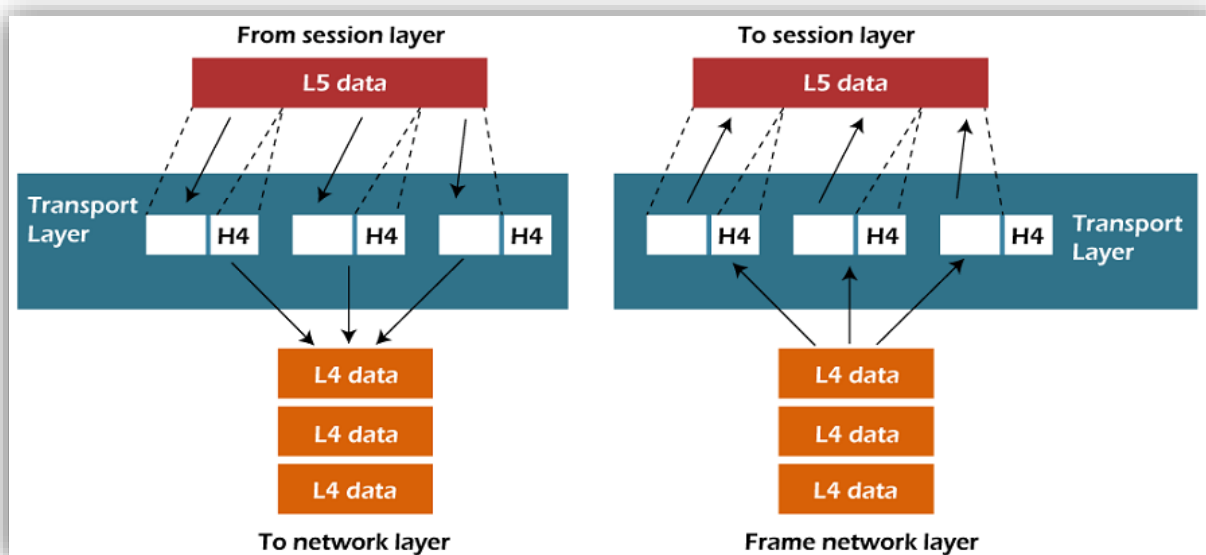 From session layer
L5 data
Transport
Layer
H4
H4
H4
L4 data
L4 data
L4 data
To network layer
To session layer
L5 data
H4
H4
H4
Transport
Layer
L4 data
L4 data
L4 data
Frame network layer